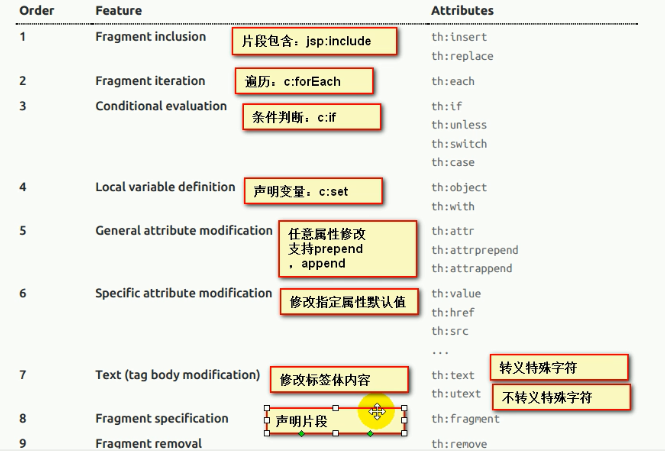 Order Feature Attributes
1 Fragment inclusion 片段包含：jsp:include th:insert
th:replace
2 Fragment iteration 遍历：c:forEach th:each
3 Conditional evaluation 条件判断：c:if th:if
th:unless
th:switch
th:case
4 Local variable definition 声明变量：c:set th:object
th:with
5 General attribute modification 任意属性修改 th:attr
支持prepend th:attrprepend
，append th:attrappend
6 Specific attribute modification 修改指定属性默认值 th:value
th:href
th:src
...
7 Text (tag body modification) 修改标签体内容 th:text 转义特殊字符
th:utext 不转义特殊字符
8 Fragment specification 声明片段 th:fragment
9 Fragment removal th:remove